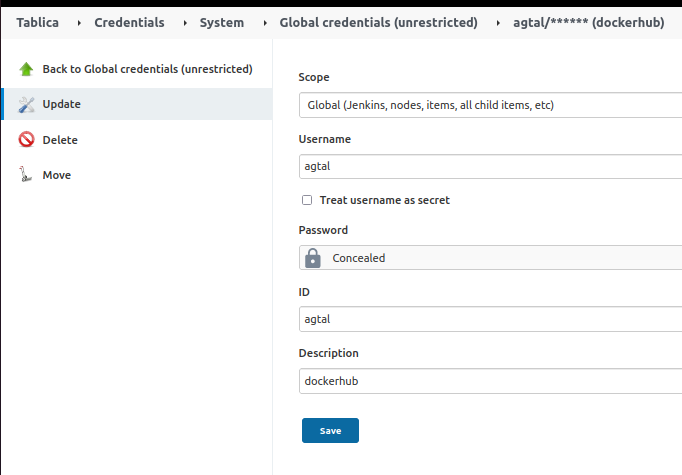 Tablica Credentials System Global credentials (unrestricted) agtal/****** (dockerhub)
Back to Global credentials (unrestricted)
Update
Delete
Move
Scope
Global (Jenkins, nodes, items, all child items, etc)
Username
agtal
Treat username as secret
Password
Concealed
ID
agtal
Description
dockerhub
Save